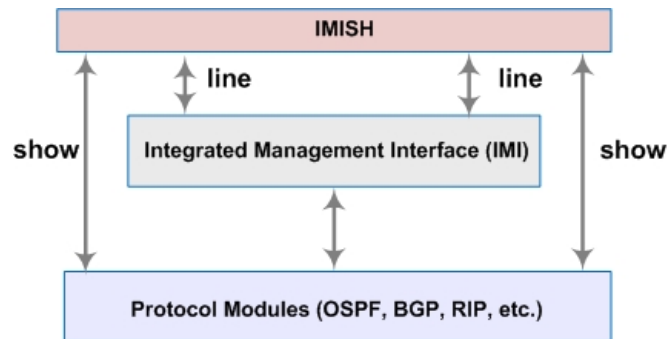 IMISH
line
line
show
Integrated Management Interface (IMI)
show
Protocol Modules (OSPF, BGP, RIP, etc.)